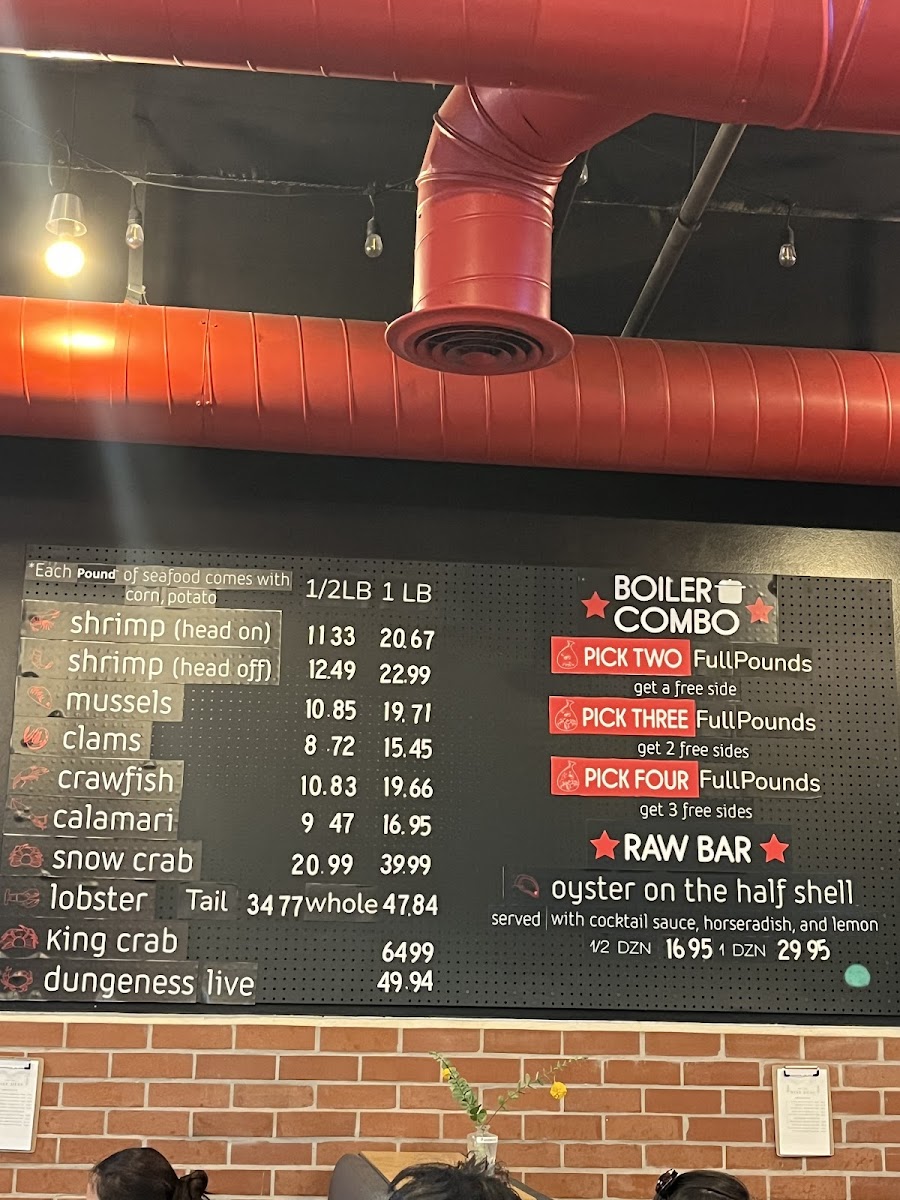 *Each Pound of seafood comes with
corn, potato
1/2LB 1 LB
shrimp (head on) 11 33 20.67
shrimp (head off) 12.49 22.99
mussels 10.85 19.71
clams 8 .72 15.45
crawfish 10.83 19.66
calamari 9 47 16.95
snow crab 20.99 39.99
lobster Tail 34 77 whole 47.84
King crab 6499
dungeness live 49.94
BOILER
COMBO
PICK TWO FullPounds
get a free side
PICK THREE FullPounds
get 2 free sides
PICK FOUR FullPounds
get 3 free sides
RAW BAR
oyster on the half shell
served with cocktail sauce, horseradish, and lemon
1/2 DZN 16 95 1 DZN 29 95